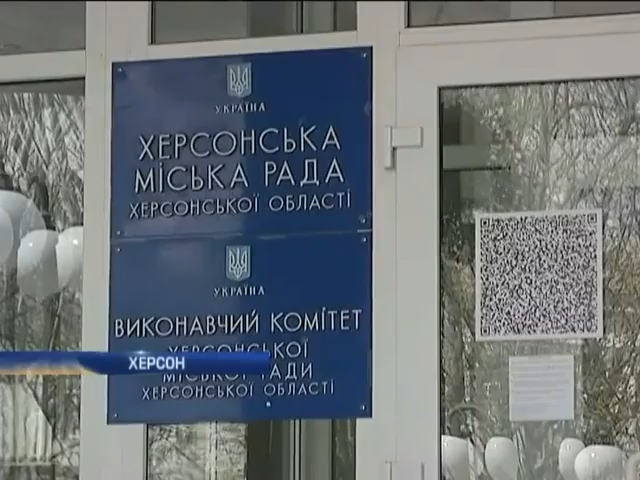 УКРАЇНА
ХЕРСОНСЬКА
МІСЬКА РАДА
ХЕРСОНСЬКОЇ ОБЛАСТІ
УКРАЇНА
ВИКОНАВЧИЙ КОМІТЕТ
ХЕРСОНСЬКОЇ
МІСЬКОЇ РАДИ
ХЕРСОНСЬКОЇ ОБЛАСТІ
ХЕРСОН